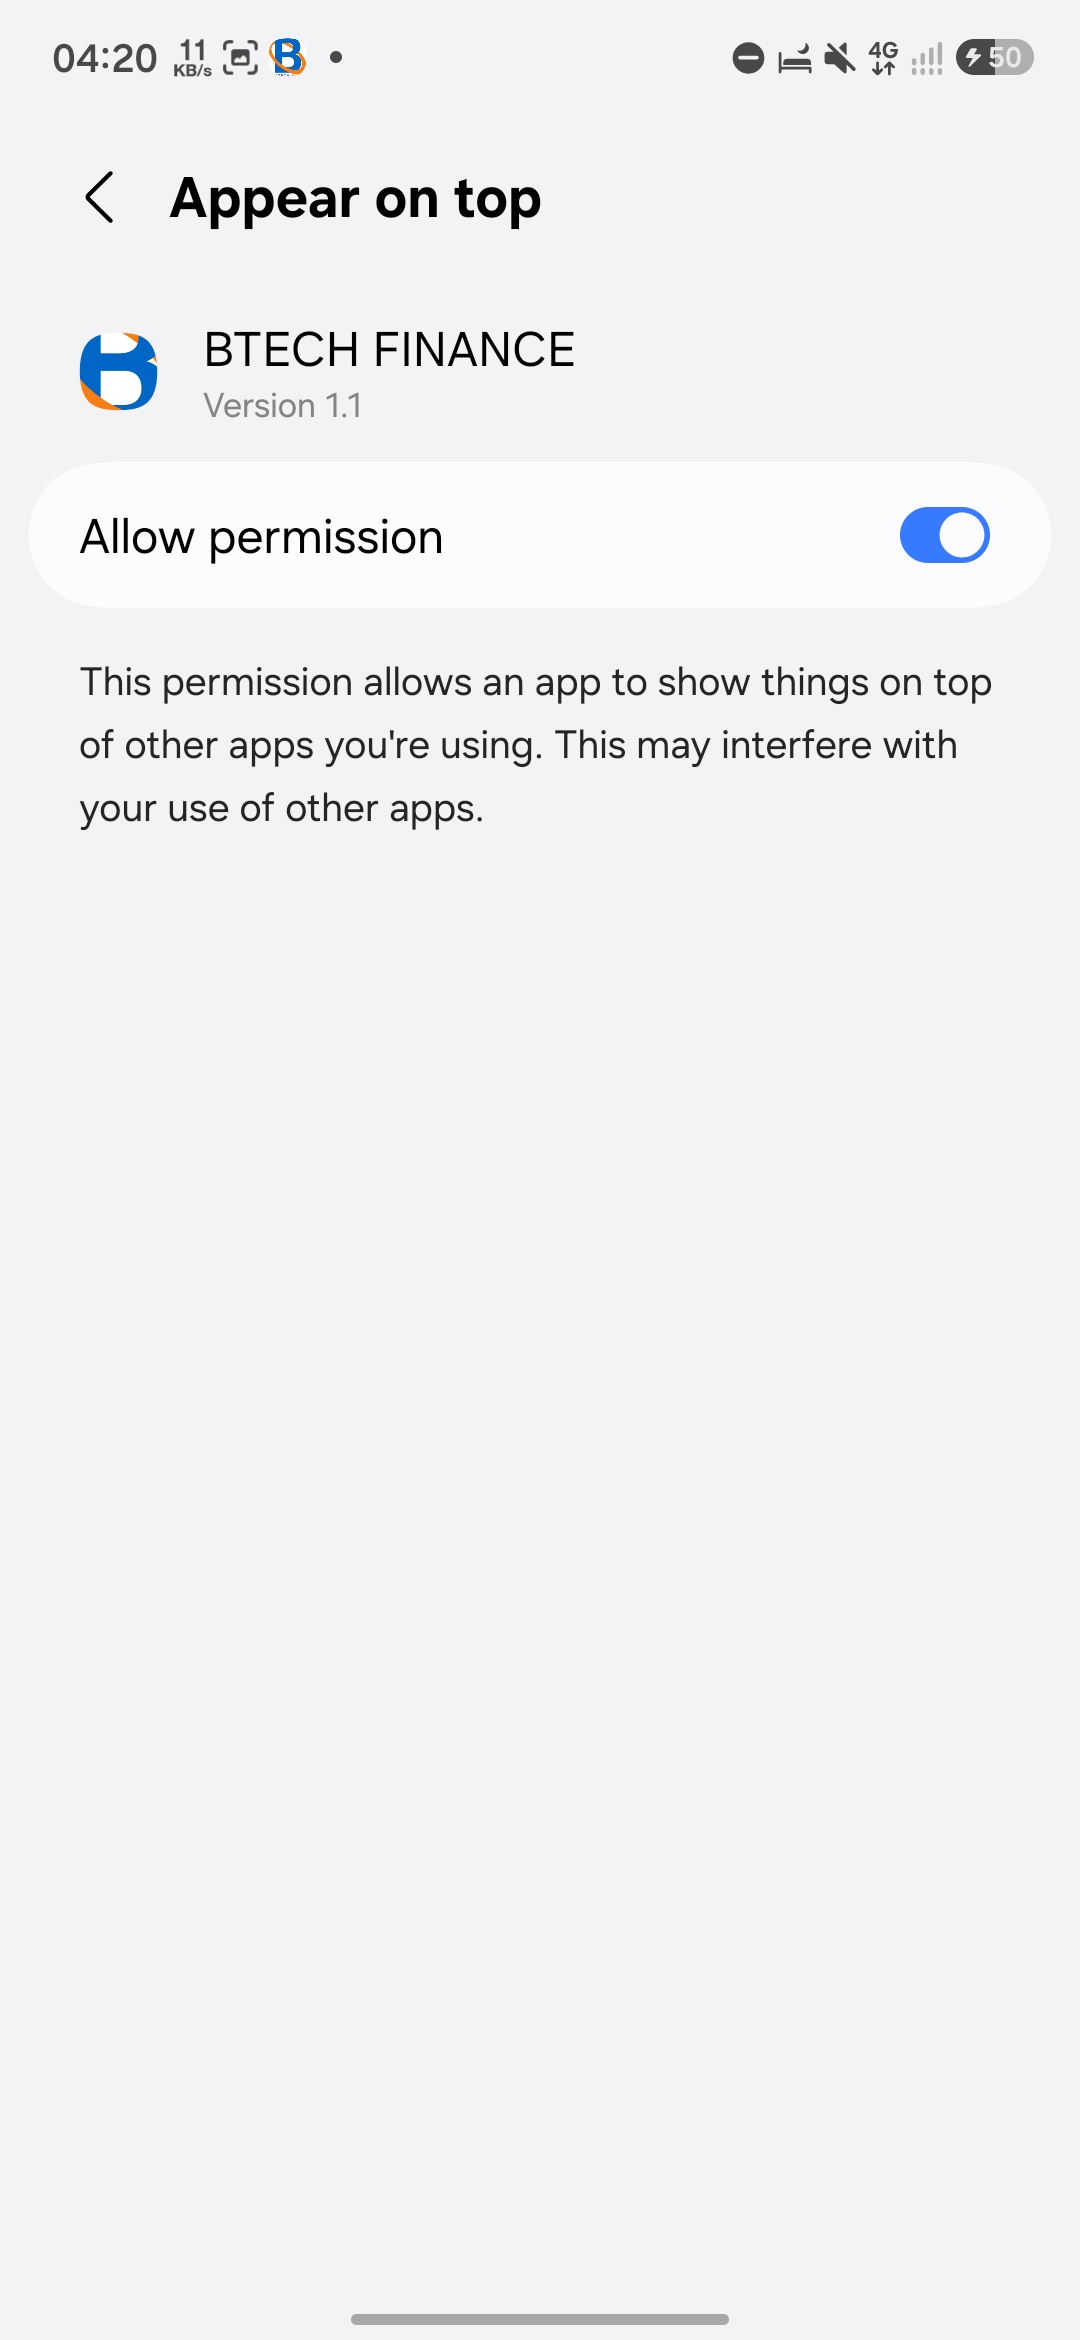 04:20 11 KB/s B 4G 50
Appear on top
BTECH FINANCE
Version 1.1
Allow permission
This permission allows an app to show things on top
of other apps you're using. This may interfere with
your use of other apps.